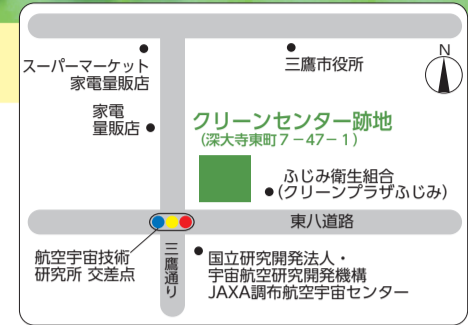 スーパーマーケット
家電量販店
三鷹市役所
N
家電
量販店
クリーンセンター跡地
(深大寺東町7-47-1)
ふじみ衛生組合
(クリーンプラザふじみ)
東八道路
航空宇宙技術
研究所 交差点
三鷹通り
国立研究開発法人・
宇宙航空研究開発機構
JAXA調布航空宇宙センター